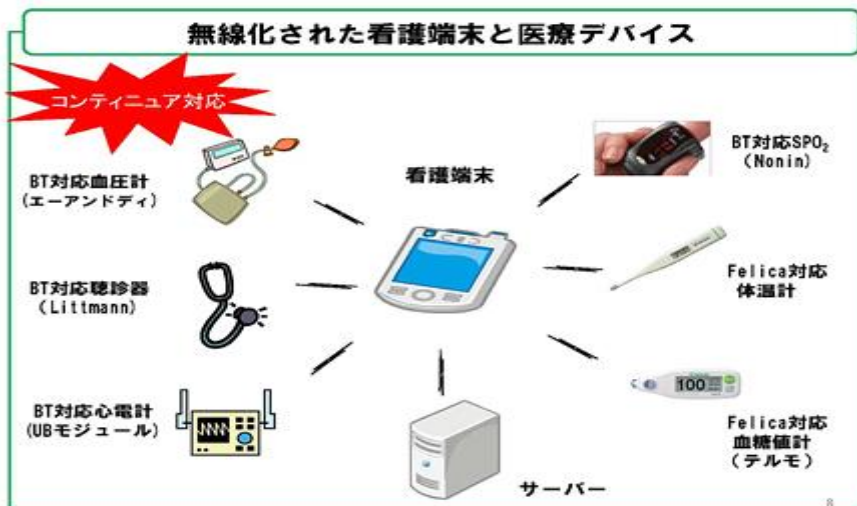 無線化された看護端末と医療デバイス
コンティニュア対応
BT対応血圧計
(エーアンドディ)
看護端末
BT対応SPO₂
(Nonin)
BT対応聴診器
(Littmann)
Felica対応
体温計
BT対応心電計
(UBモジュール)
100
Felica対応
血糖値計
(テルモ)
サーバー
8